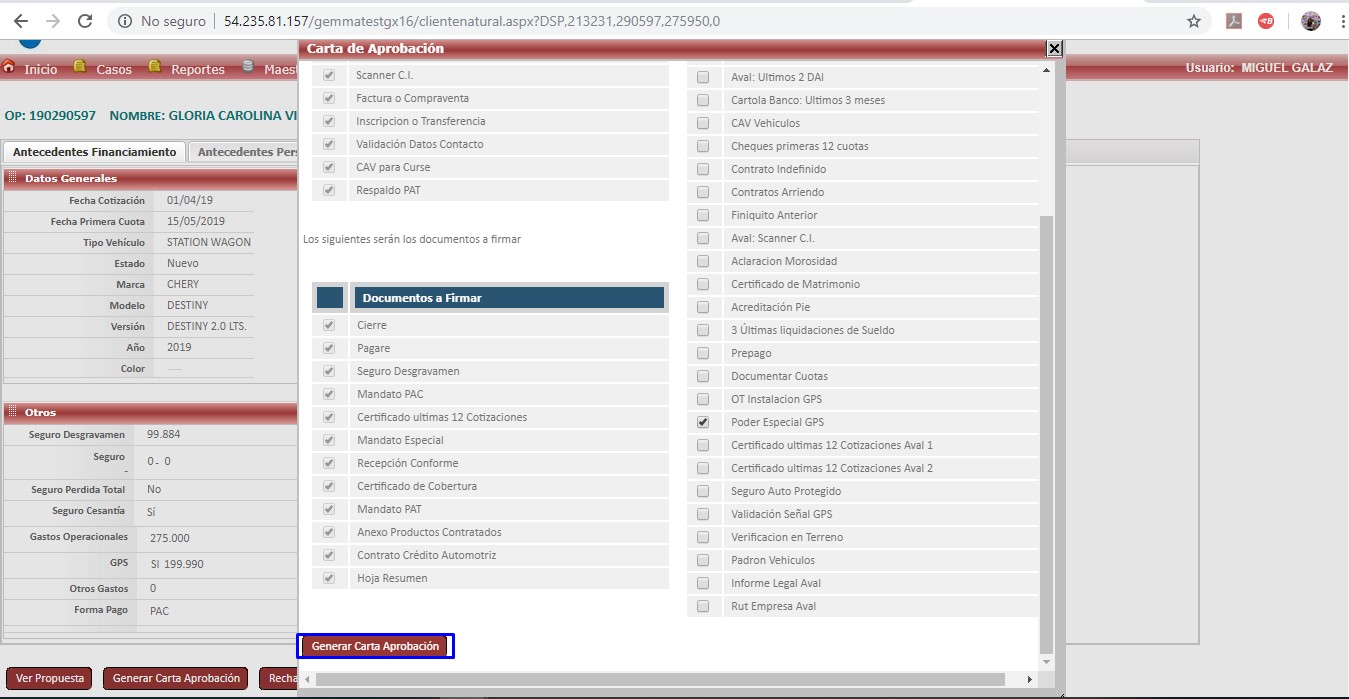 No seguro | 54.235.81.157/gemmatestgx16/clientenatural.aspx?DSP,213231,290597,275950,0
Inicio Casos Reportes Maest
Usuario: MIGUEL GALAZ
OP: 190290597 NOMBRE: GLORIA CAROLINA VI
Antecedentes Financiamiento Antecedentes Pers
Datos Generales
Fecha Cotización 01/04/19
Fecha Primera Cuota 15/05/2019
Tipo Vehículo STATION WAGON
Estado Nuevo
Marca CHERY
Modelo DESTINY
Versión DESTINY 2.0 LTS.
Año 2019
Color
Otros
Seguro Desgravamen 99.884
Seguro - 0 - 0
Seguro Perdida Total No
Seguro Cesantía Sí
Gastos Operacionales 275.000
GPS SI 199.990
Otros Gastos 0
Forma Pago PAC
Ver Propuesta Generar Carta Aprobación Recha
Carta de Aprobación
Scanner C.I.
Factura o Compraventa
Inscripcion o Transferencia
Validación Datos Contacto
CAV para Curse
Respaldo PAT
Los siguientes serán los documentos a firmar
Documentos a Firmar
Cierre
Pagare
Seguro Desgravamen
Mandato PAC
Certificado ultimas 12 Cotizaciones
Mandato Especial
Recepción Conforme
Certificado de Cobertura
Mandato PAT
Anexo Productos Contratados
Contrato Crédito Automotriz
Hoja Resumen
Generar Carta Aprobación
Aval: Ultimos 2 DAI
Cartola Banco: Ultimos 3 meses
CAV Vehiculos
Cheques primeras 12 cuotas
Contrato Indefinido
Contratos Arriendo
Finiquito Anterior
Aval: Scanner C.I.
Aclaracion Morosidad
Certificado de Matrimonio
Acreditación Pie
3 Últimas liquidaciones de Sueldo
Prepago
Documentar Cuotas
OT Instalacion GPS
Poder Especial GPS
Certificado ultimas 12 Cotizaciones Aval 1
Certificado ultimas 12 Cotizaciones Aval 2
Seguro Auto Protegido
Validación Señal GPS
Verificacion en Terreno
Padron Vehiculos
Informe Legal Aval
Rut Empresa Aval